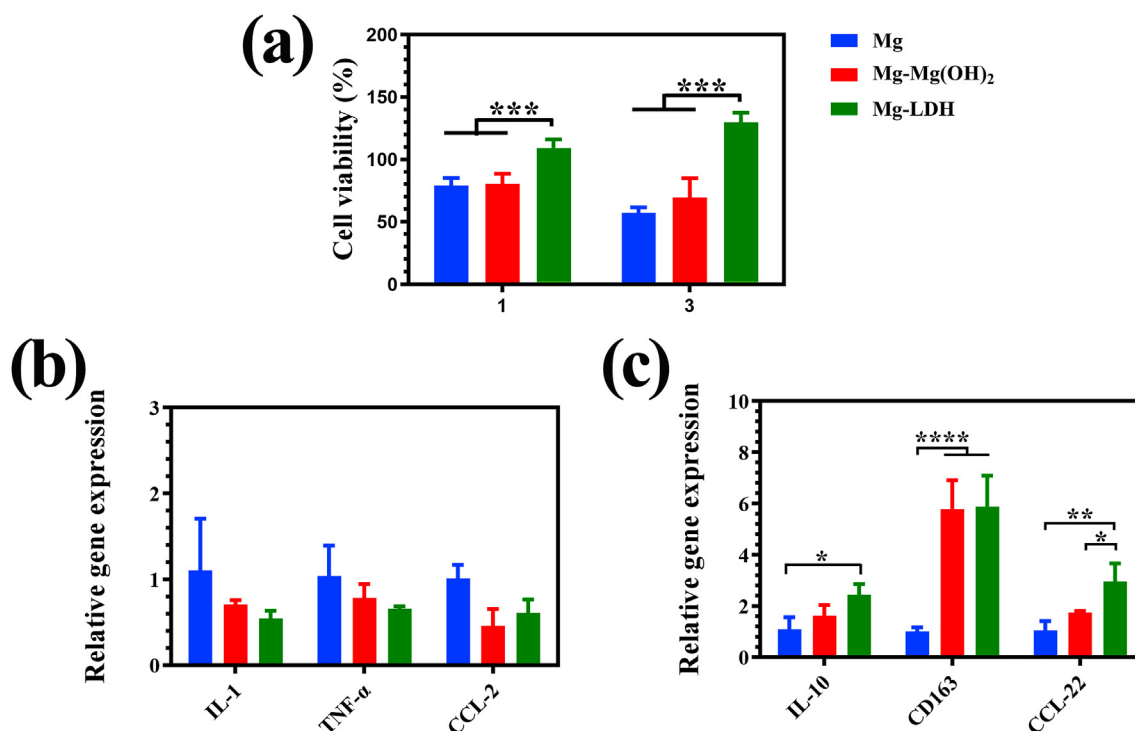 (a)
200
150
100
50
0
Cell viability (%)
***
***
1
3
Mg
Mg-Mg(OH)₂
Mg-LDH
(b)
3
2
1
0
Relative gene expression
IL-1
TNF-α
CCL-2
(c)
10
8
6
4
2
0
Relative gene expression
*
****
**
*
IL-10
CD163
CCL-22